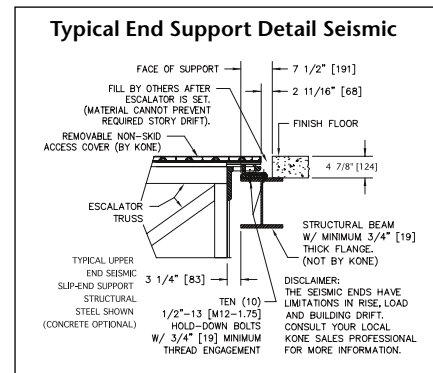 Typical End Support Detail Seismic
FACE OF SUPPORT
7 1/2" [191]
2 11/16" [68]
FILL BY OTHERS AFTER
ESCALATOR IS SET.
(MATERIAL CANNOT PREVENT
REQUIRED STORY DRIFT).
FINISH FLOOR
REMOVABLE NON-SKID
ACCESS COVER (BY KONE)
4 7/8" [124]
ESCALATOR
TRUSS
STRUCTURAL BEAM
W/ MINIMUM 3/4" [19]
THICK FLANGE.
(NOT BY KONE)
TYPICAL UPPER
END SEISMIC
SLIP-END SUPPORT
STRUCTURAL
STEEL SHOWN
(CONCRETE OPTIONAL)
3 1/4" [83]
TEN (10)
1/2"-13 [M12-1.75]
HOLD-DOWN BOLTS
W/ 3/4" [19] MINIMUM
THREAD ENGAGEMENT
DISCLAIMER:
THE SEISMIC ENDS HAVE
LIMITATIONS IN RISE, LOAD
AND BUILDING DRIFT.
CONSULT YOUR LOCAL
KONE SALES PROFESSIONAL
FOR MORE INFORMATION.